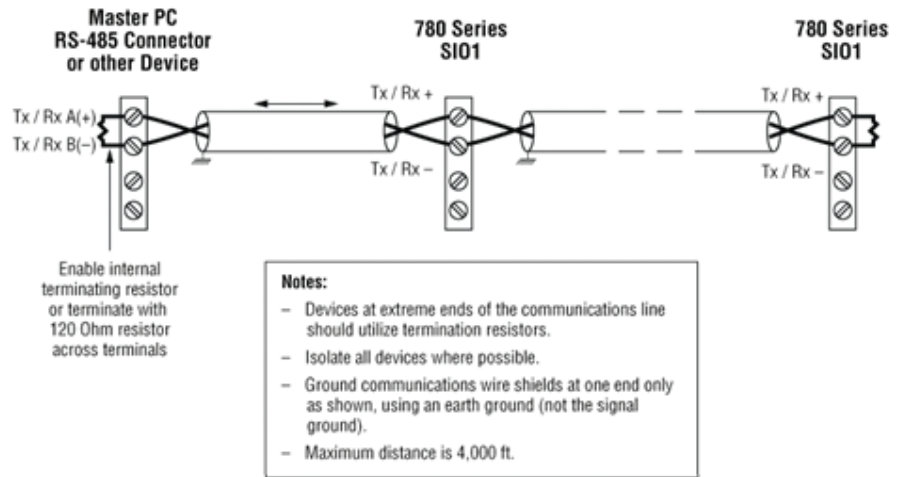 Master PC
RS-485 Connector
or other Device
780 Series
SIO1
780 Series
SIO1
Tx / Rx A(+)
Tx / Rx B(–)
Tx / Rx +
Tx / Rx –
Tx / Rx +
Tx / Rx –
Enable internal
terminating resistor
or terminate with
120 Ohm resistor
across terminals
Notes:
– Devices at extreme ends of the communications line
should utilize termination resistors.
– Isolate all devices where possible.
– Ground communications wire shields at one end only
as shown, using an earth ground (not the signal
ground).
– Maximum distance is 4,000 ft.